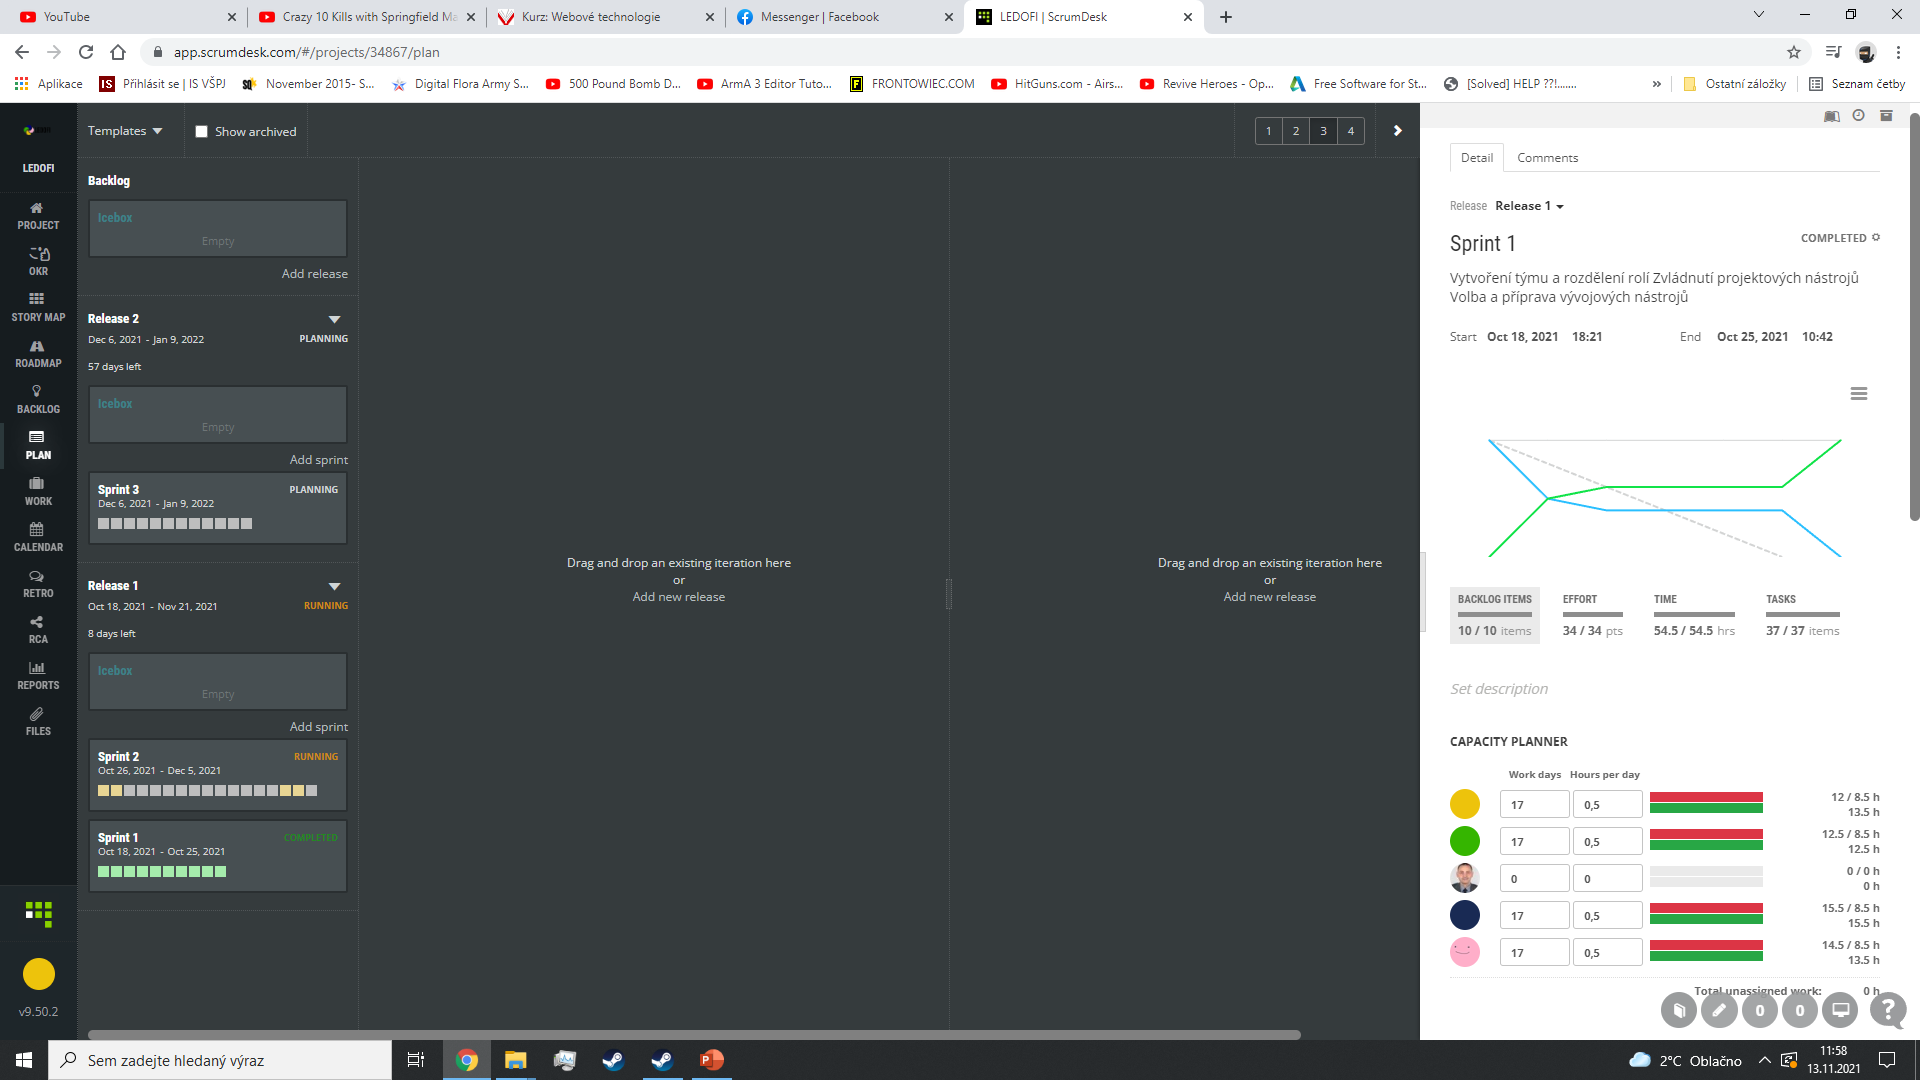 YouTube
Crazy 10 Kills with Springfield Ma
Kurz: Webové technologie
Messenger | Facebook
LEDOFI | ScrumDesk
app.scrumdesk.com/#/projects/34867/plan
Aplikace
Přihlásit se | IS VŠPJ
November 2015- S...
Digital Flora Army S...
500 Pound Bomb D...
ArmA 3 Editor Tuto...
FRONTOWIEC.COM
HitGuns.com - Airs...
Revive Heroes - Op...
Free Software for St...
[Solved] HELP ??!.......
»
Ostatní záložky
Seznam četby
LEDOFI
PROJECT
OKR
STORY MAP
ROADMAP
BACKLOG
PLAN
WORK
CALENDAR
RETRO
RCA
REPORTS
FILES
v9.50.2
Templates
Show archived
1 2 3 4
Backlog
Icebox
Empty
Add release
Release 2
Dec 6, 2021 - Jan 9, 2022 PLANNING
57 days left
Icebox
Empty
Add sprint
Sprint 3 PLANNING
Dec 6, 2021 - Jan 9, 2022
Release 1
Oct 18, 2021 - Nov 21, 2021 RUNNING
8 days left
Icebox
Empty
Add sprint
Sprint 2 RUNNING
Oct 26, 2021 - Dec 5, 2021
Sprint 1 COMPLETED
Oct 18, 2021 - Oct 25, 2021
Drag and drop an existing iteration here
or
Add new release
Drag and drop an existing iteration here
or
Add new release
Detail Comments
Release Release 1
Sprint 1 COMPLETED
Vytvoření týmu a rozdělení rolí Zvládnutí projektových nástrojů
Volba a příprava vývojových nástrojů
Start Oct 18, 2021 18:21 End Oct 25, 2021 10:42
BACKLOG ITEMS EFFORT TIME TASKS
10 / 10 items 34 / 34 pts 54.5 / 54.5 hrs 37 / 37 items
Set description
CAPACITY PLANNER
Work days Hours per day
17 0,5 12 / 8.5 h
13.5 h
17 0,5 12.5 / 8.5 h
12.5 h
0 0 0 / 0 h
0 h
17 0,5 15.5 / 8.5 h
15.5 h
17 0,5 14.5 / 8.5 h
13.5 h
Total unassigned work: 0 h
0 0 ?
Sem zadejte hledaný výraz
2°C Oblačno
11:58
13.11.2021